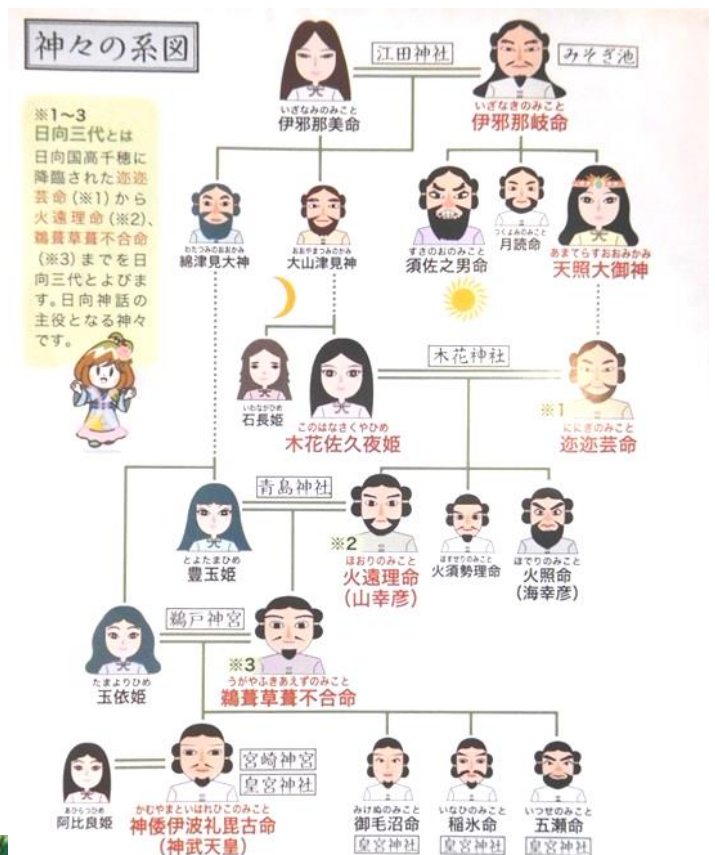 神々の系図
江田神社
みそぎ池
いざなみのみこと
伊邪那美命
いざなきのみこと
伊邪那岐命
※1~3
日向三代とは
日向国高千穂に
降臨された迩迩
芸命(※1)から
火遠理命(※2)、
鵜葺草葺不合命
(※3)までを日
向三代とよびま
す。日向神話の
主役となる神々
です。
わたつみのおおかみ
綿津見大神
おおやまつみのかみ
大山津見神
すさのおのみこと
須佐之男命
つくよみのみこと
月読命
あまてらすおおみかみ
天照大御神
いわながひめ
石長姫
このはなさくやひめ
木花佐久夜姫
木花神社
※1
ににぎのみこと
迩迩芸命
とよたまひめ
豊玉姫
青島神社
※2
ほおりのみこと
火遠理命
(山幸彦)
ほすせりのみこと
火須勢理命
ほでりのみこと
火照命
(海幸彦)
たまよりひめ
玉依姫
鵜戸神宮
※3
うがやふきあえずのみこと
鵜葺草葺不合命
あひらつひめ
阿比良姫
宮崎神宮
皇宮神社
かむやまといはれひこのみこと
神倭伊波礼毘古命
(神武天皇)
みけぬのみこと
御毛沼命
皇宮神社
いなひのみこと
稲氷命
皇宮神社
いつせのみこと
五瀬命
皇宮神社